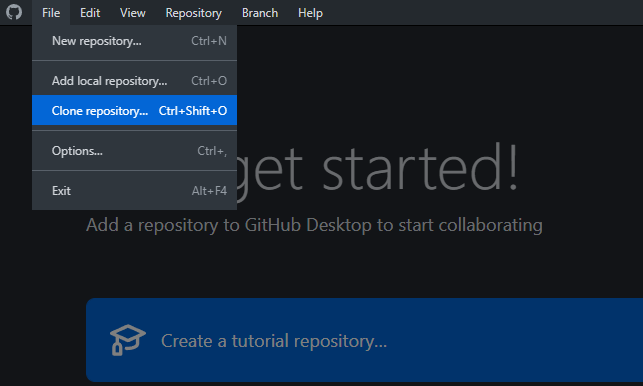 File Edit View Repository Branch Help
New repository... Ctrl+N
Add local repository... Ctrl+O
Clone repository... Ctrl+Shift+O
Options... Ctrl+,
Exit Alt+F4
get started!
Add a repository to GitHub Desktop to start collaborating
Create a tutorial repository...